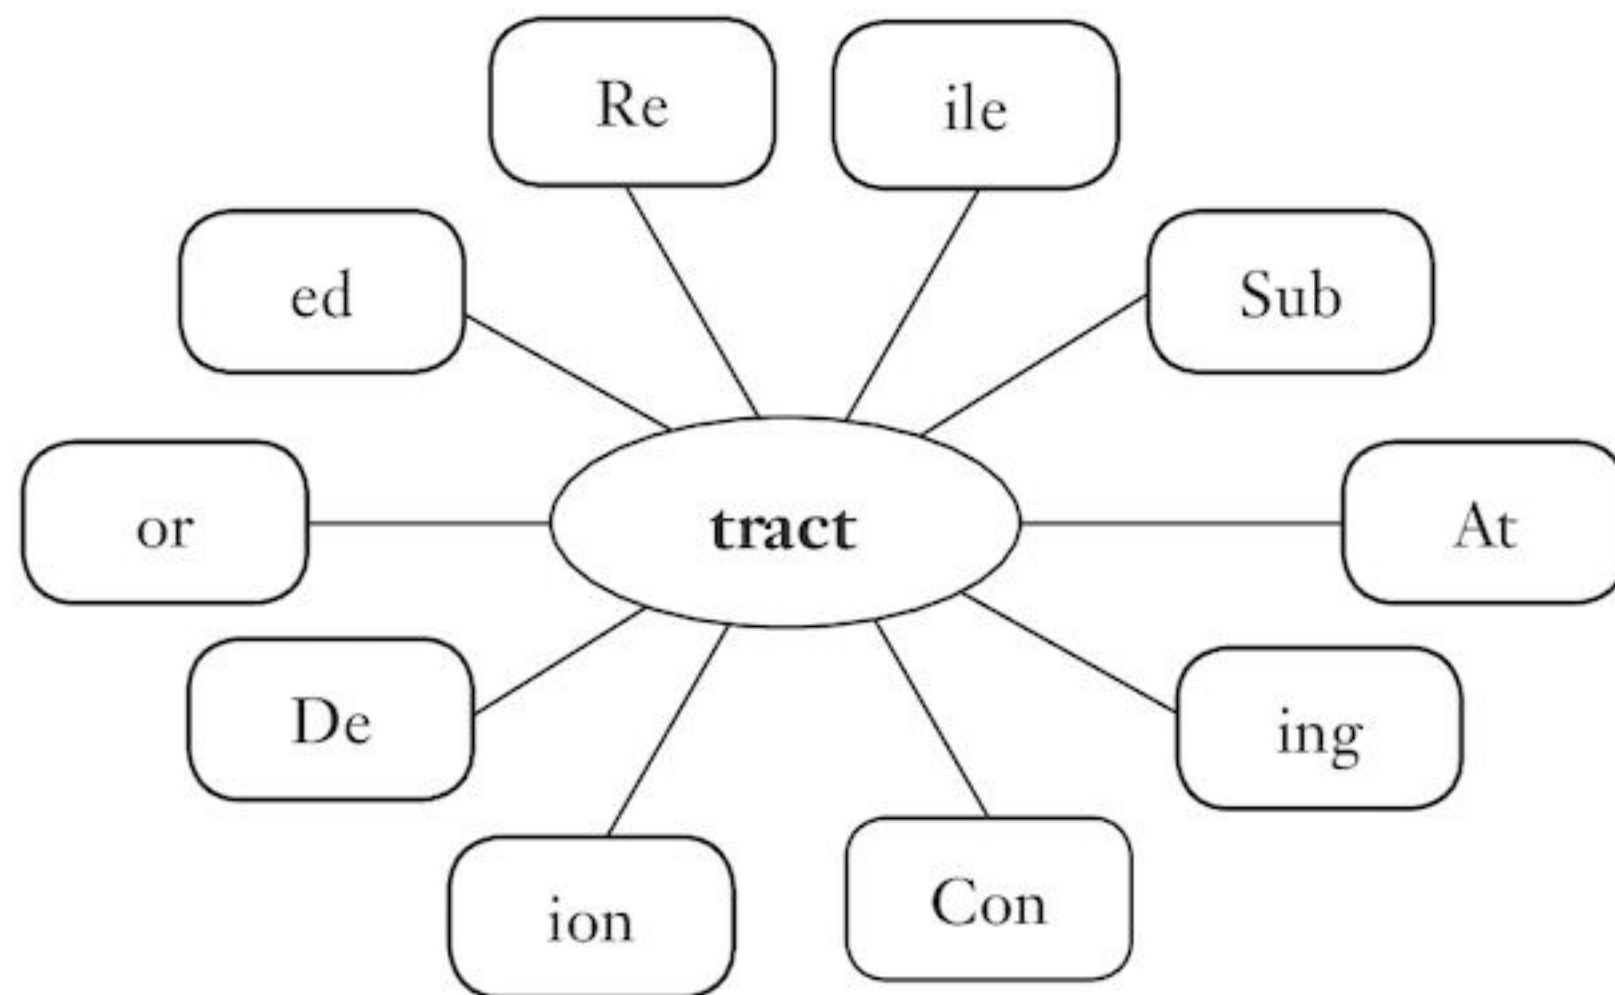 Re
ile
ed
Sub
or
tract
At
De
ing
ion
Con